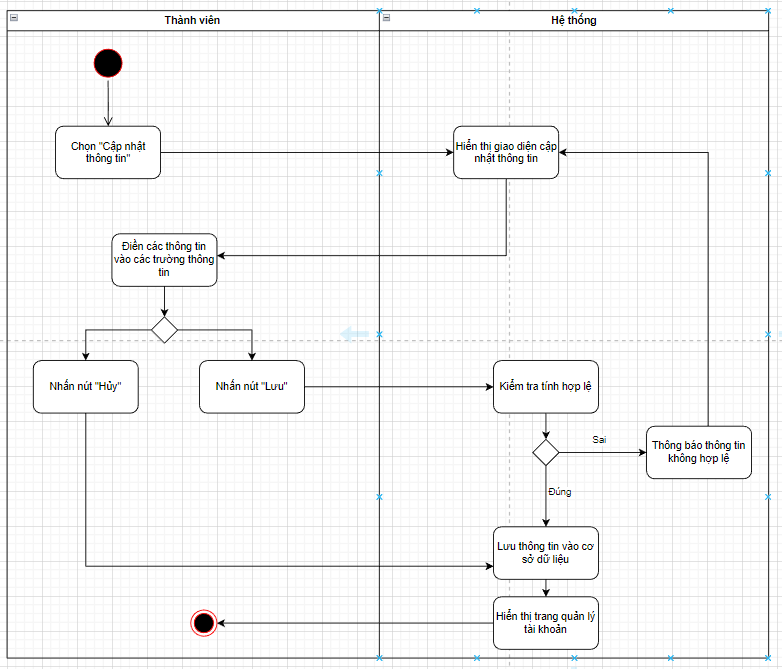 Thành viên
Hệ thống
Chọn "Cập nhật
thông tin"
Hiển thị giao diện cập
nhật thông tin
Điền các thông tin
vào các trường thông
tin
Nhấn nút "Hủy"
Nhấn nút "Lưu"
Kiểm tra tính hợp lệ
Sai
Thông báo thông tin
không hợp lệ
Đúng
Lưu thông tin vào cơ
sở dữ liệu
Hiển thị trang quản lý
tài khoản